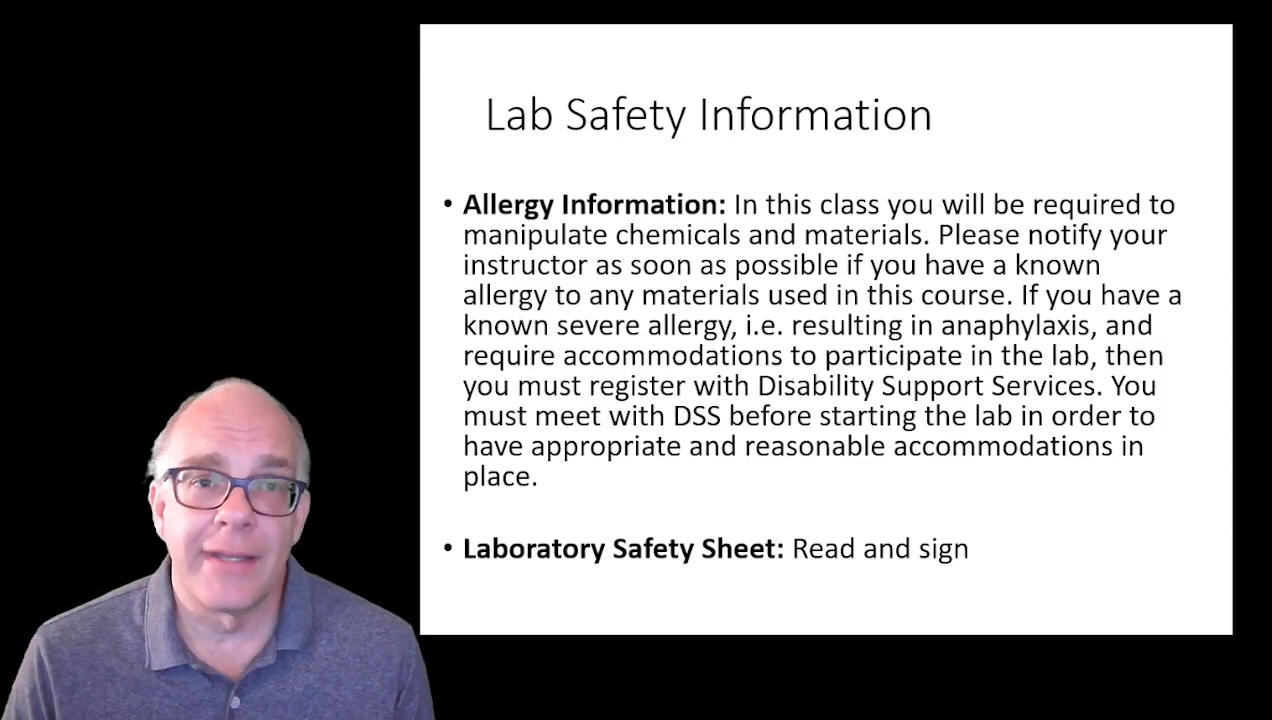 Lab Safety Information
• Allergy Information: In this class you will be required to
manipulate chemicals and materials. Please notify your
instructor as soon as possible if you have a known
allergy to any materials used in this course. If you have a
known severe allergy, i.e. resulting in anaphylaxis, and
require accommodations to participate in the lab, then
you must register with Disability Support Services. You
must meet with DSS before starting the lab in order to
have appropriate and reasonable accommodations in
place.
• Laboratory Safety Sheet: Read and sign